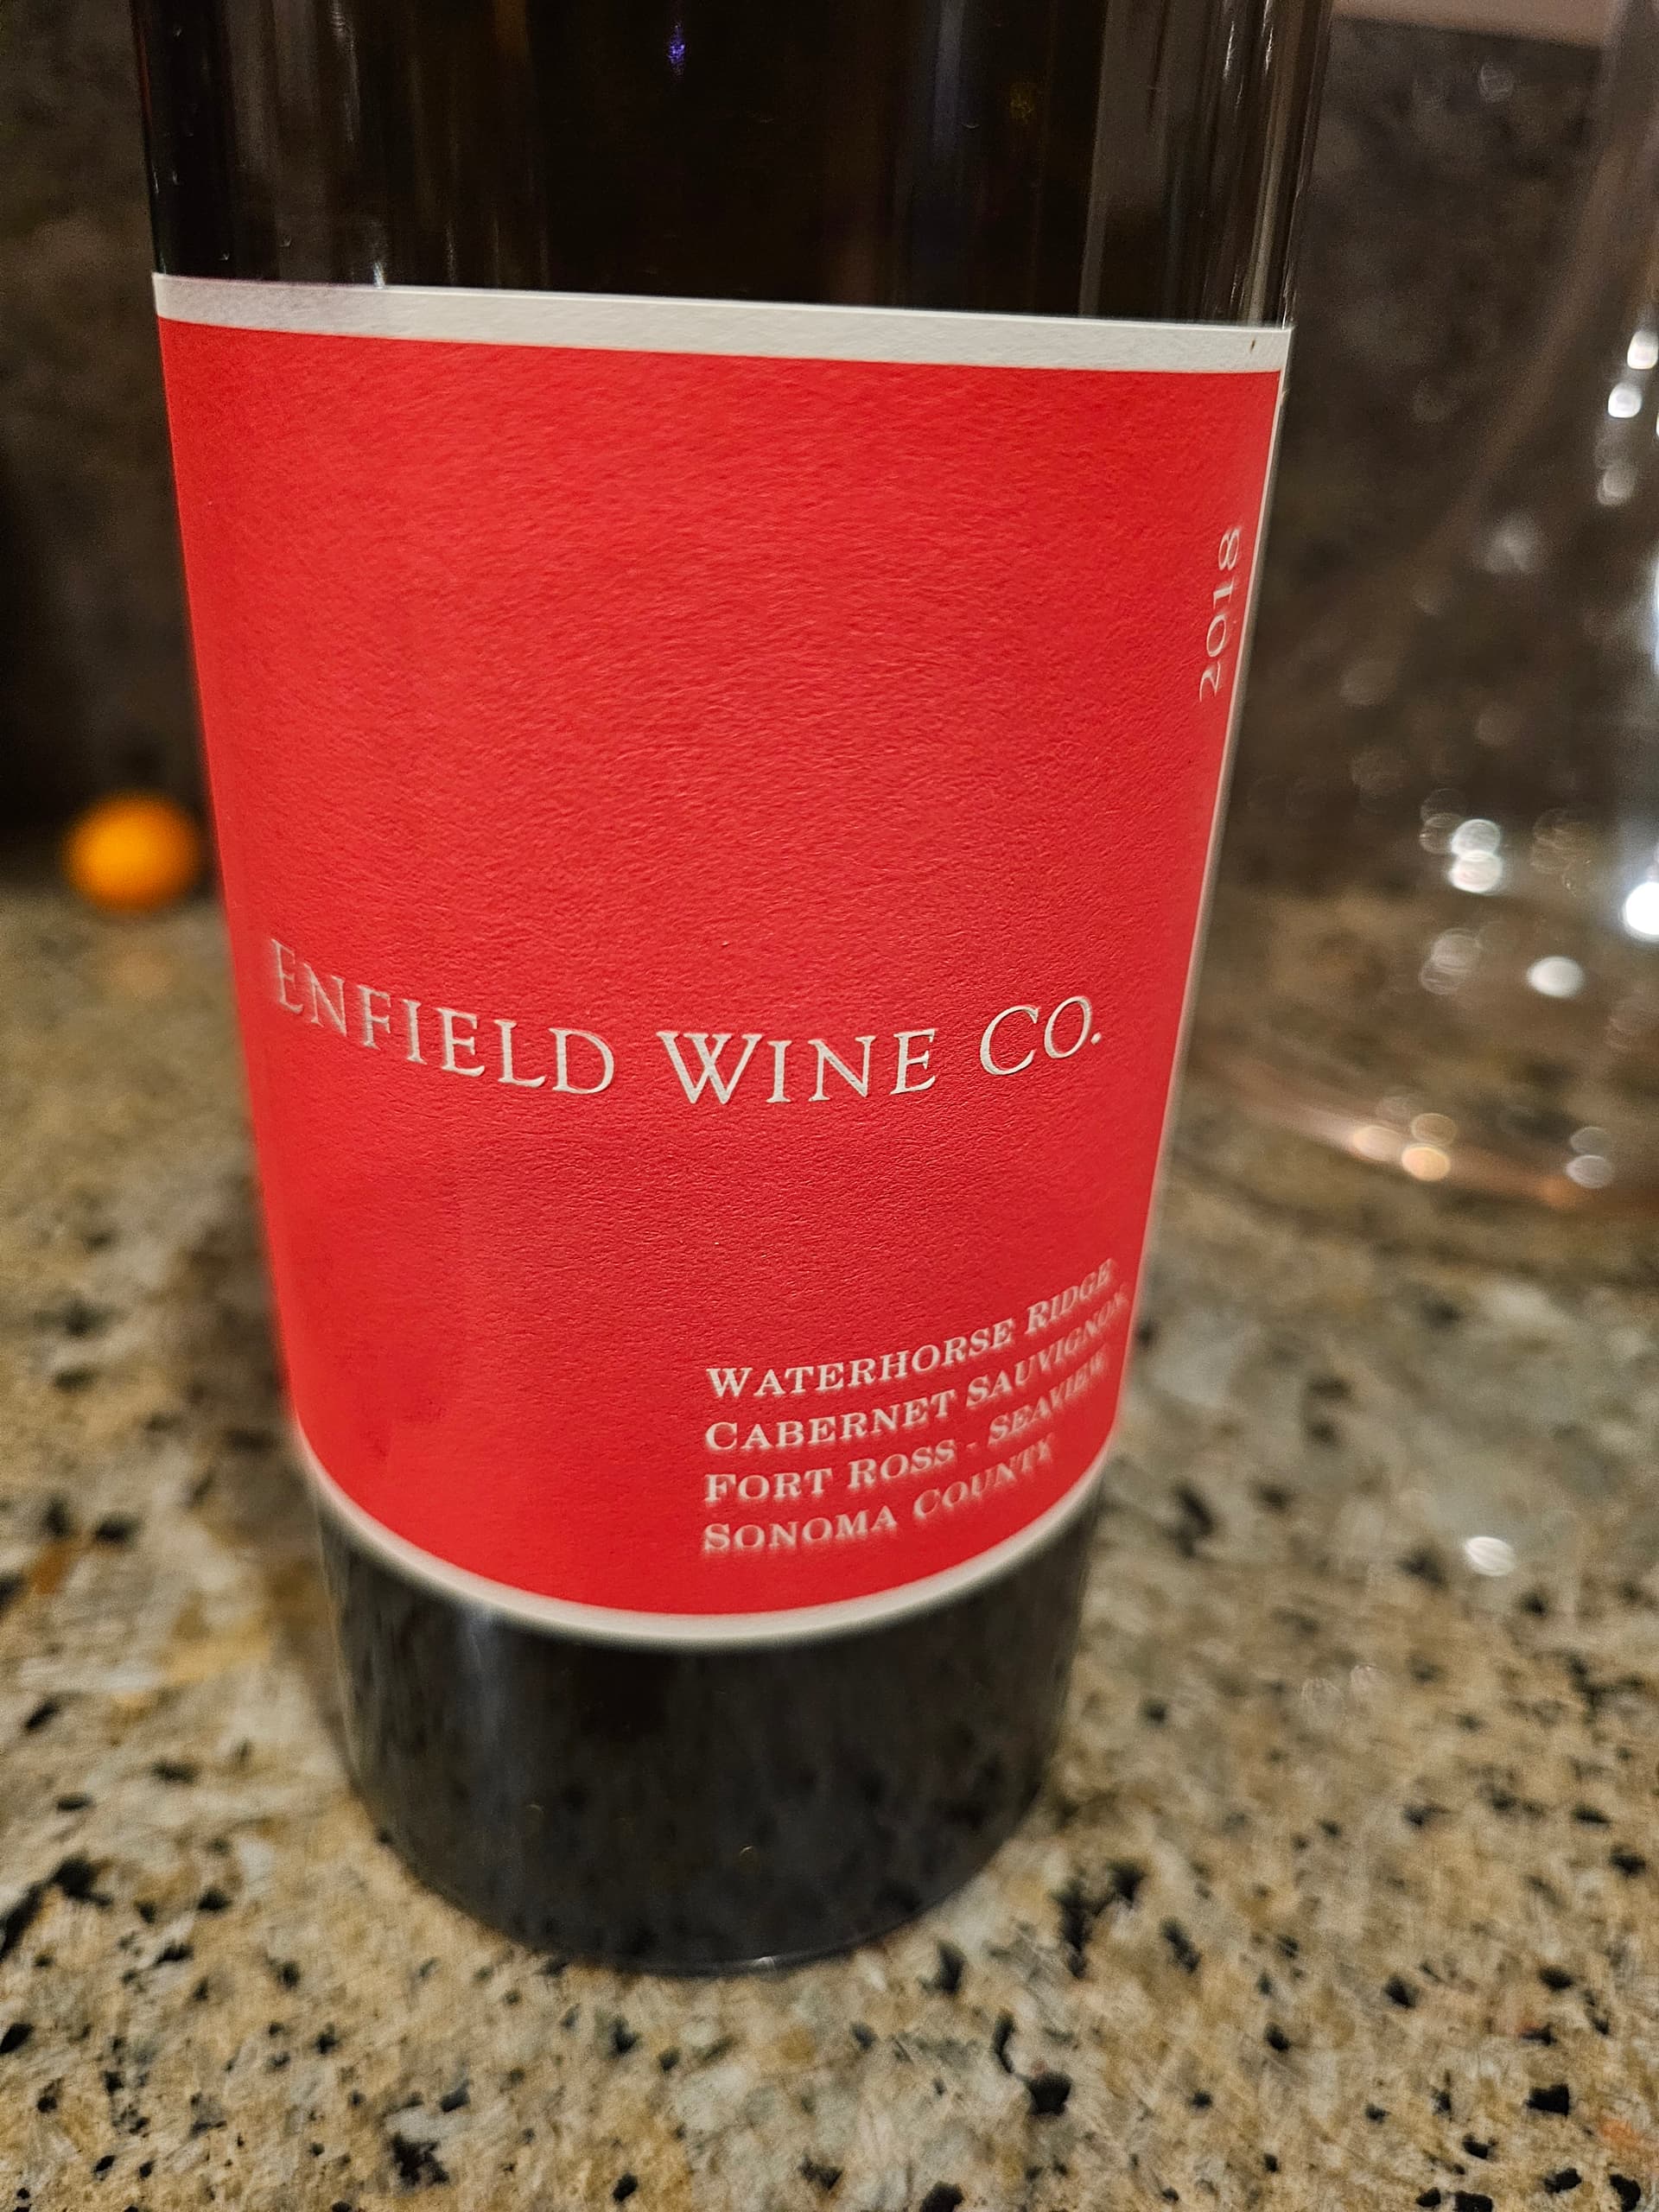 2018
ENFIELD WINE CO.
WATERHORSE RIDGE
CABERNET SAUVIGNON
FORT ROSS - SEAVIEW
SONOMA COUNTY